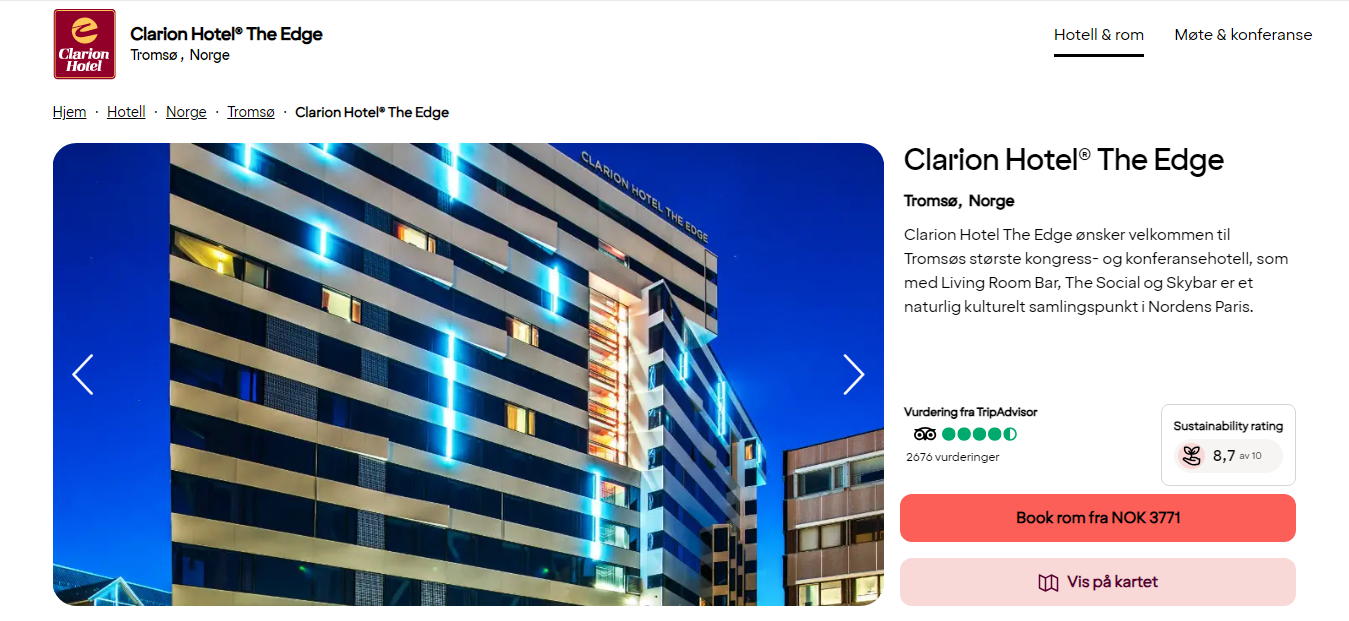 Clarion
Hotel
Clarion Hotel® The Edge
Tromsø, Norge
Hotell & rom
Møte & konferanse
Hjem · Hotell · Norge · Tromsø · Clarion Hotel® The Edge
CLARION HOTEL THE EDGE
Clarion Hotel® The Edge
Tromsø, Norge
Clarion Hotel The Edge ønsker velkommen til
Tromsøs største kongress- og konferansehotell, som
med Living Room Bar, The Social og Skybar er et
naturlig kulturelt samlingspunkt i Nordens Paris.
Vurdering fra TripAdvisor
2676 vurderinger
Sustainability rating
8,7 av 10
Book rom fra NOK 3771
Vis på kartet